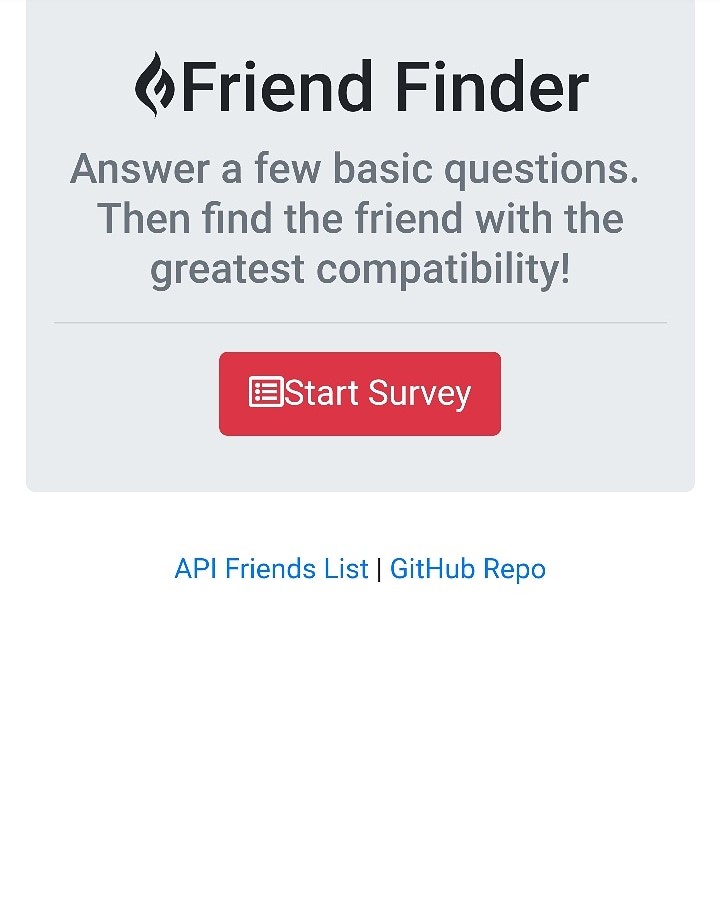 Friend Finder
Answer a few basic questions.
Then find the friend with the
greatest compatibility!
Start Survey
API Friends List | GitHub Repo